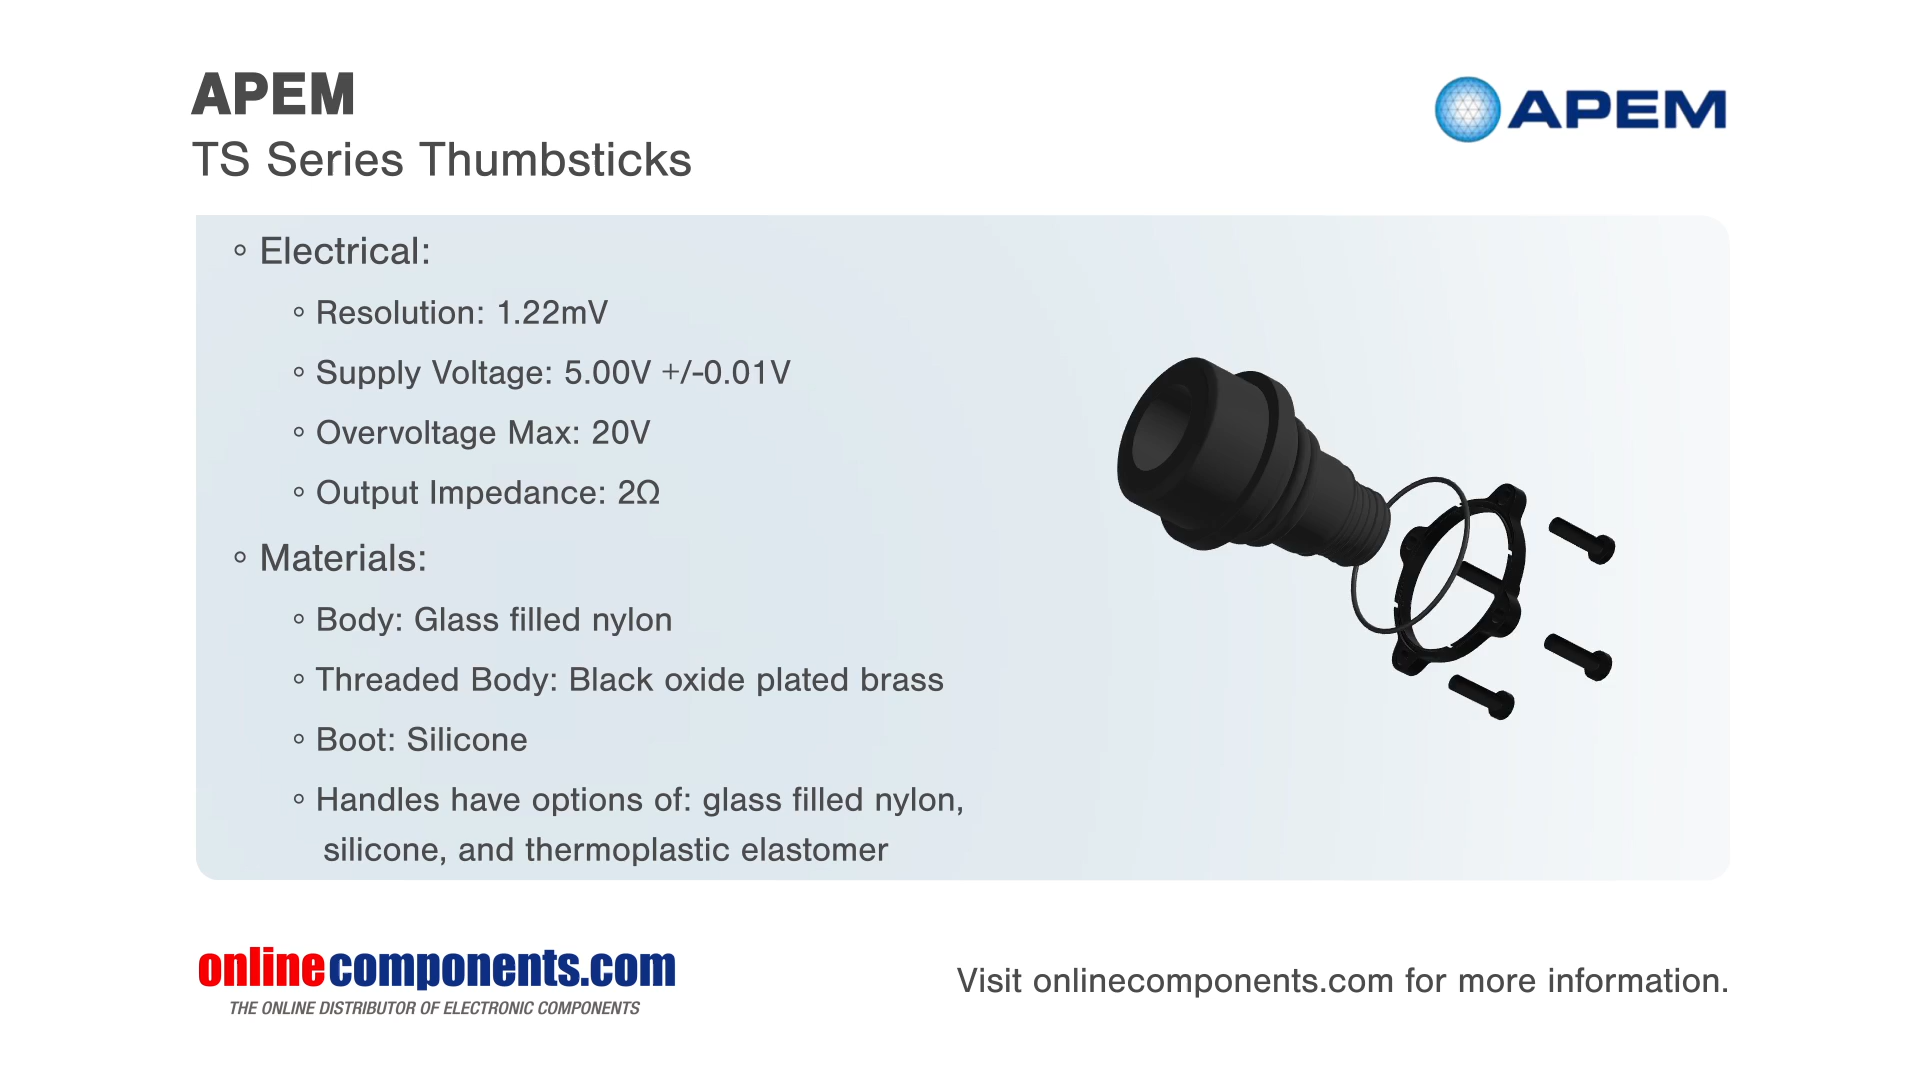 APEM
TS Series Thumbsticks
APEM
◦ Electrical:
◦ Resolution: 1.22mV
◦ Supply Voltage: 5.00V +/-0.01V
◦ Overvoltage Max: 20V
◦ Output Impedance: 2Ω
◦ Materials:
◦ Body: Glass filled nylon
◦ Threaded Body: Black oxide plated brass
◦ Boot: Silicone
◦ Handles have options of: glass filled nylon,
silicone, and thermoplastic elastomer
onlinecomponents.com
THE ONLINE DISTRIBUTOR OF ELECTRONIC COMPONENTS
Visit onlinecomponents.com for more information.